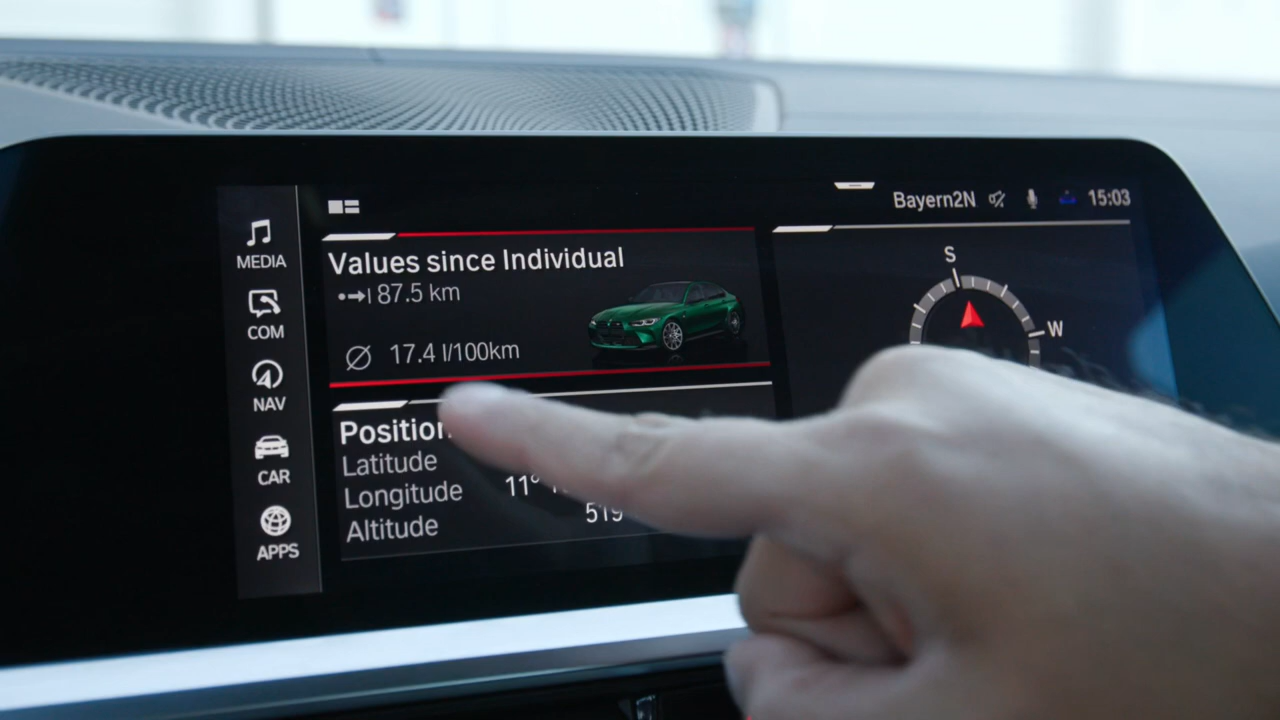 MEDIA
COM
NAV
CAR
APPS
Bayern2N 15:03
Values since Individual
87.5 km
17.4 l/100km
Position
Latitude
Longitude 11°
Altitude 519
S
W